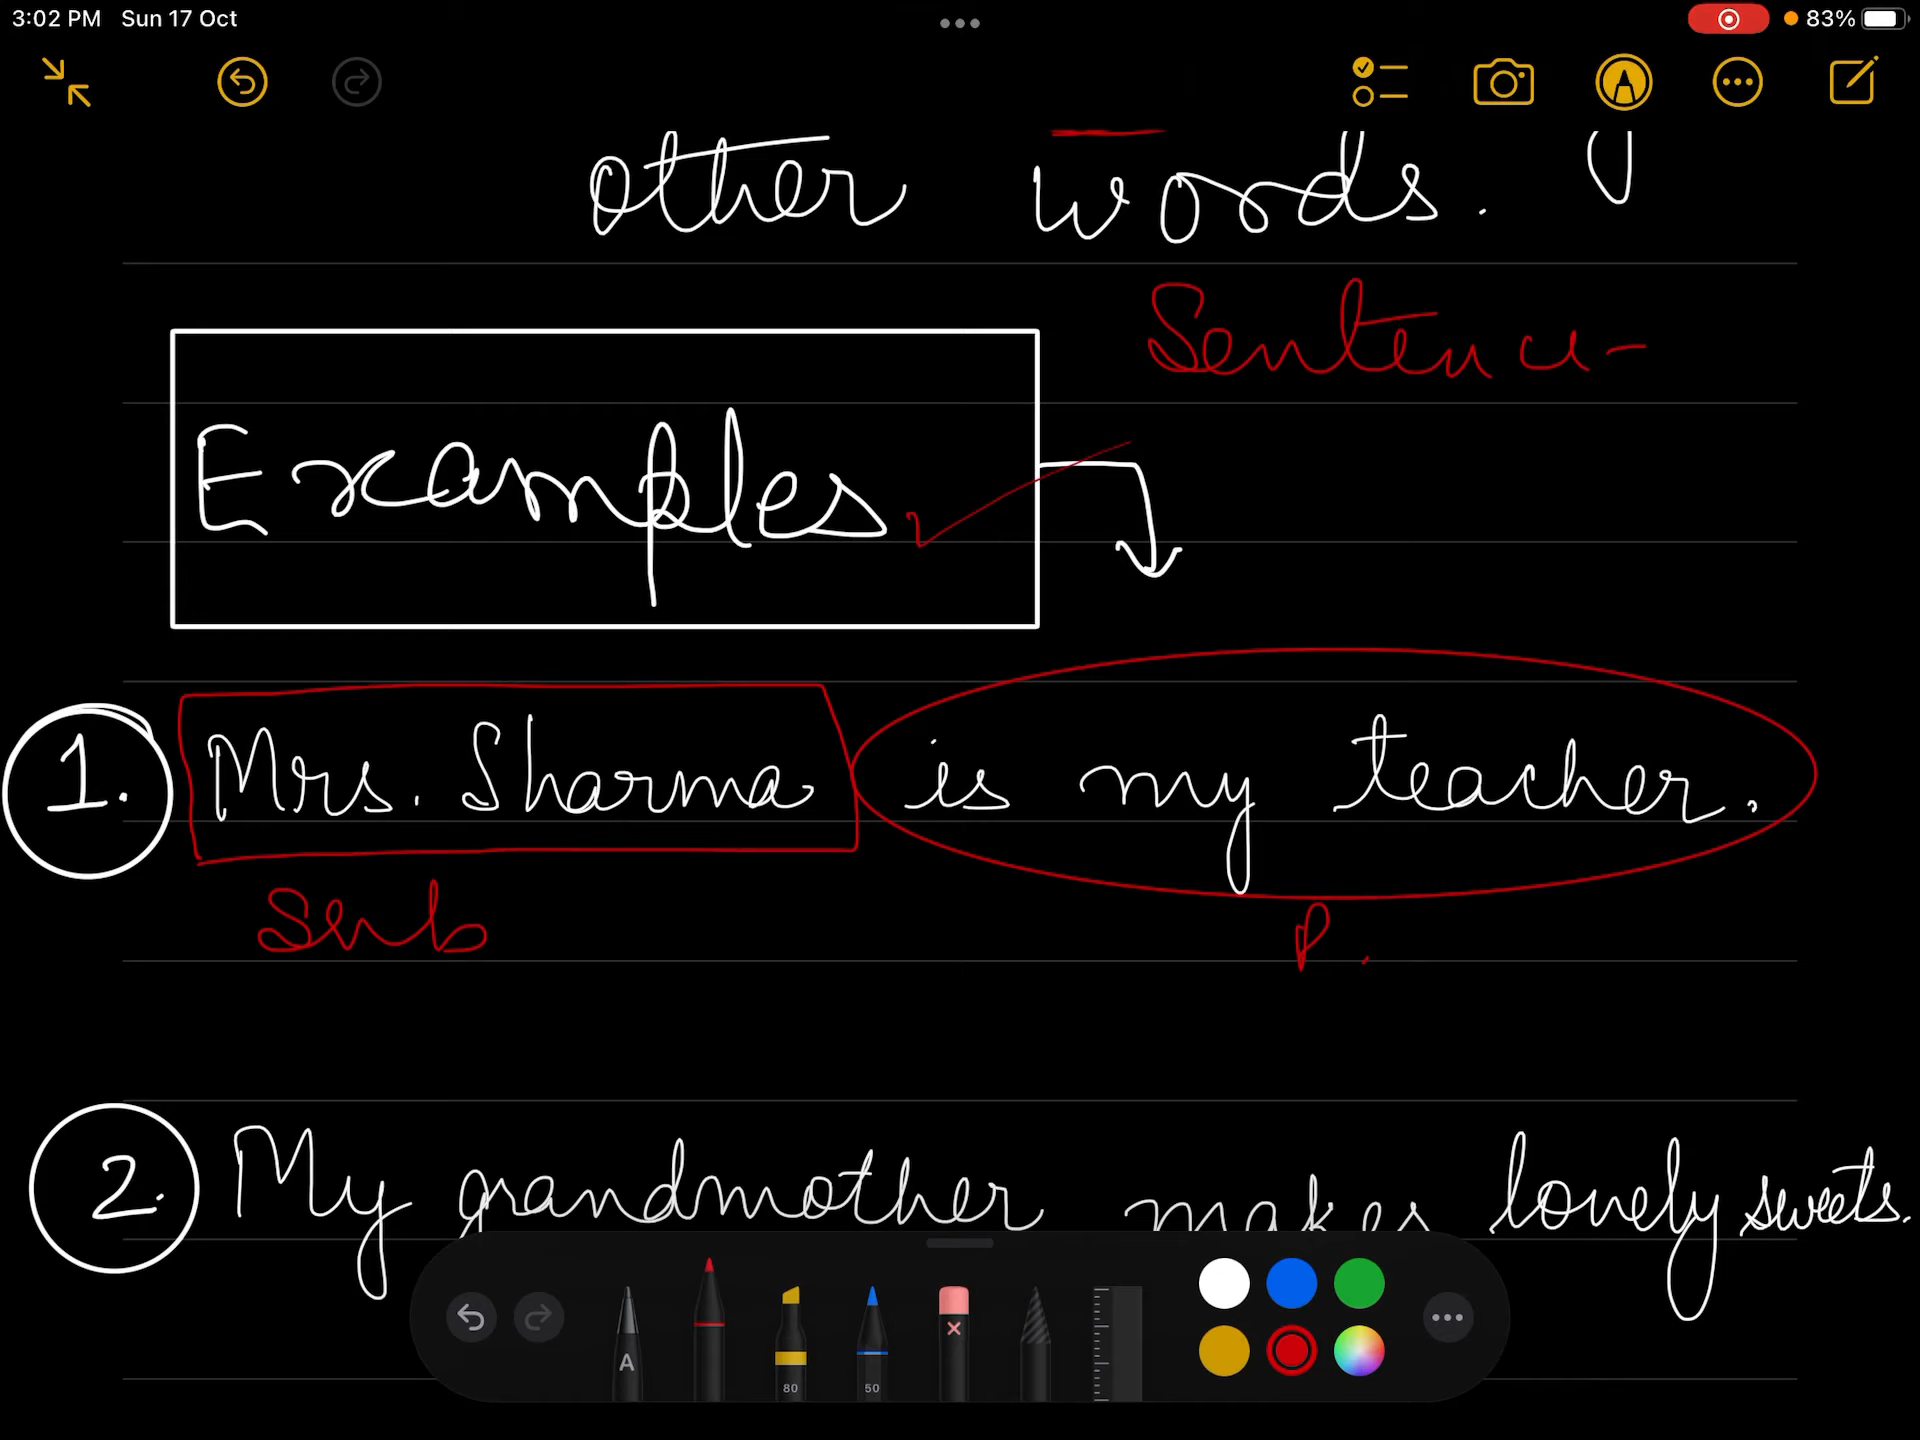 3:02 PM Sun 17 Oct
83%
other words.
Sentence-
Examples
1. Mrs. Sharma is my teacher.
Sub P.
2. My grandmother makes lovely sweets.
A 80 50